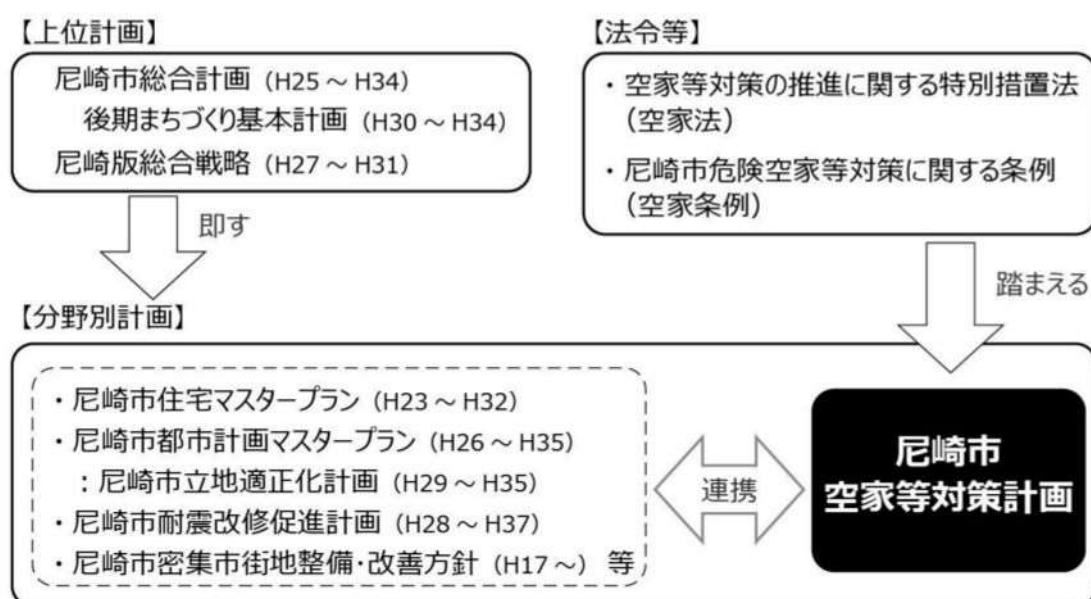 【上位計画】
尼崎市総合計画（H25～H34）
後期まちづくり基本計画（H30～H34）
尼崎版総合戦略（H27～H31）
【法令等】
・空家等対策の推進に関する特別措置法
（空家法）
・尼崎市危険空家等対策に関する条例
（空家条例）
即す
踏まえる
【分野別計画】
・尼崎市住宅マスタープラン（H23～H32）
・尼崎市都市計画マスタープラン（H26～H35）
：尼崎市立地適正化計画（H29～H35）
・尼崎市耐震改修促進計画（H28～H37）
・尼崎市密集市街地整備・改善方針（H17～）等
連携
尼崎市
空家等対策計画